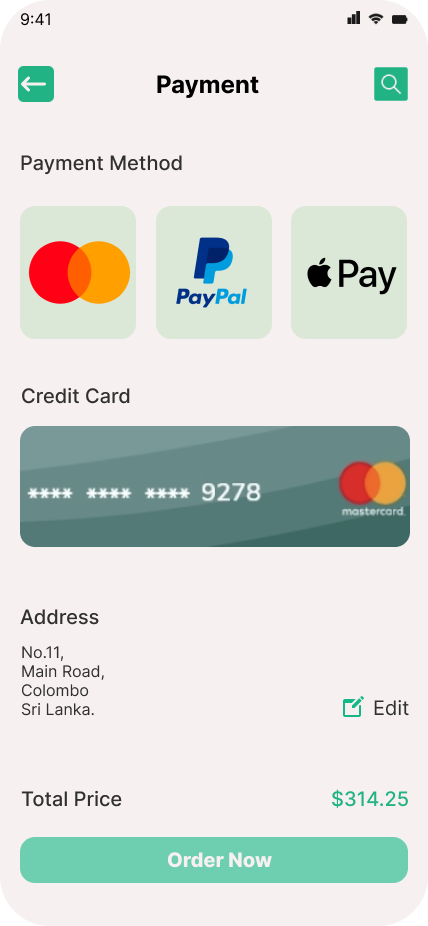 9:41
Payment
Payment Method
PayPal
Pay
Credit Card
**** **** **** 9278
mastercard.
Address
No.11,
Main Road,
Colombo
Sri Lanka.
Edit
Total Price
$314.25
Order Now